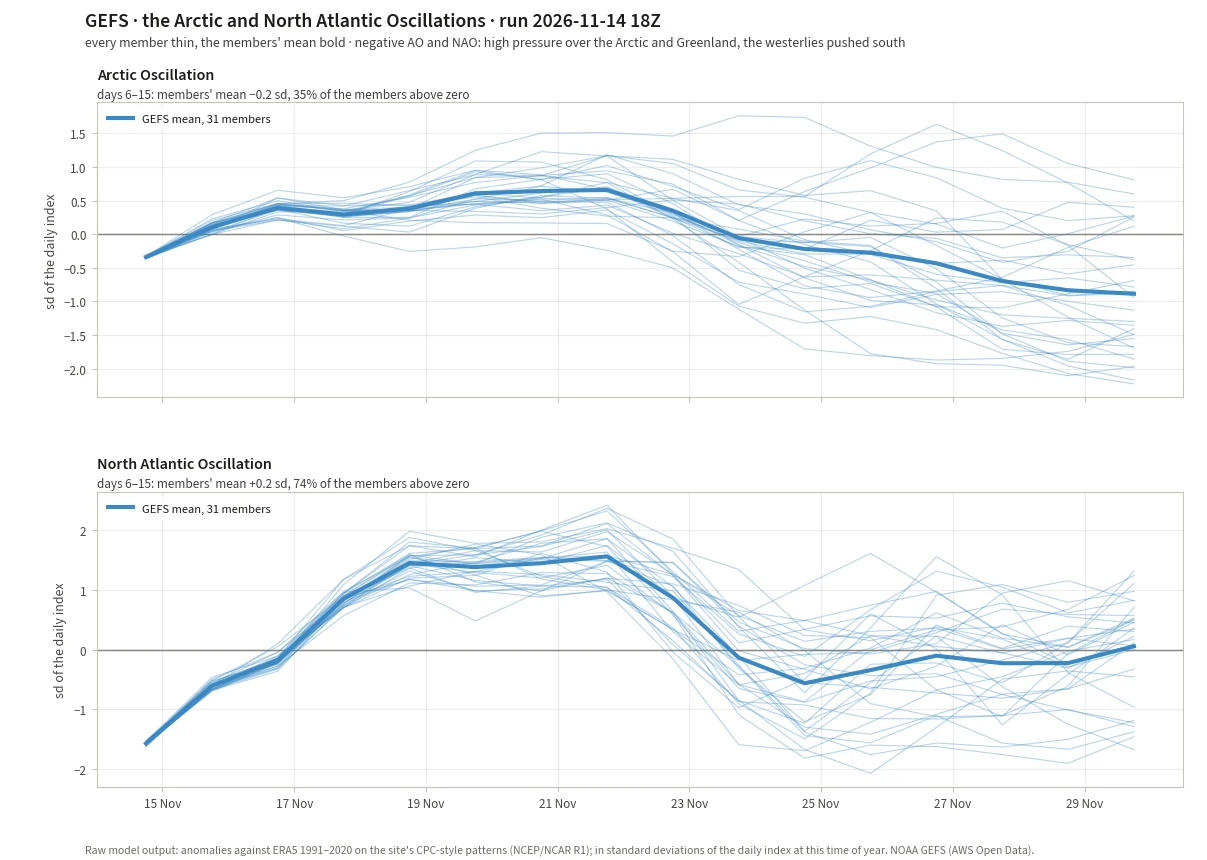 GEFS · the Arctic and North Atlantic Oscillations · run 2026-11-14 18Z
every member thin, the members' mean bold · negative AO and NAO: high pressure over the Arctic and Greenland, the westerlies pushed south
Arctic Oscillation
days 6–15: members' mean −0.2 sd, 35% of the members above zero
GEFS mean, 31 members
sd of the daily index
1.5
1.0
0.5
0.0
−0.5
−1.0
−1.5
−2.0
North Atlantic Oscillation
days 6–15: members' mean +0.2 sd, 74% of the members above zero
GEFS mean, 31 members
sd of the daily index
2
1
0
−1
−2
15 Nov 17 Nov 19 Nov 21 Nov 23 Nov 25 Nov 27 Nov 29 Nov
Raw model output: anomalies against ERA5 1991–2020 on the site's CPC-style patterns (NCEP/NCAR R1); in standard deviations of the daily index at this time of year. NOAA GEFS (AWS Open Data).